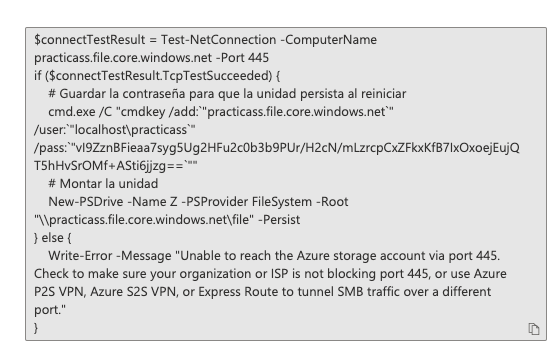 $connectTestResult = Test-NetConnection -ComputerName
practicass.file.core.windows.net -Port 445
if ($connectTestResult.TcpTestSucceeded) {
# Guardar la contraseña para que la unidad persista al reiniciar
cmd.exe /C "cmdkey /add:`"practicass.file.core.windows.net`"
/user:`"localhost\practicass`"
/pass:`"vI9ZznBFieaa7syg5Ug2HFu2c0b3b9PUr/H2cN/mLzrcpCxZFkxKfB7IxOxoejEujQ
T5hHvSrOMf+ASti6jjzg==`""
# Montar la unidad
New-PSDrive -Name Z -PSProvider FileSystem -Root
"\\practicass.file.core.windows.net\file" -Persist
} else {
Write-Error -Message "Unable to reach the Azure storage account via port 445.
Check to make sure your organization or ISP is not blocking port 445, or use Azure
P2S VPN, Azure S2S VPN, or Express Route to tunnel SMB traffic over a different
port."
}